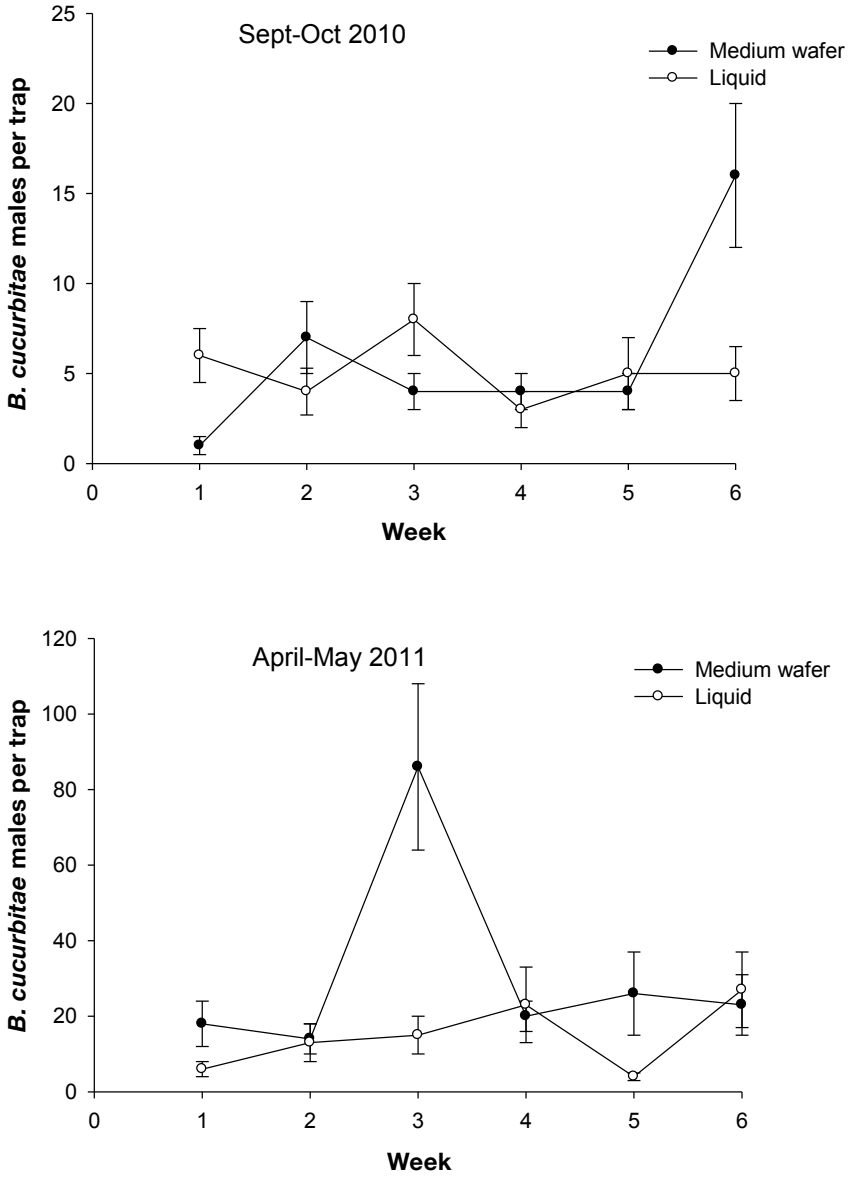 25
Sept-Oct 2010
Medium wafer
Liquid
20
15
10
5
0
B. cucurbitae males per trap
0 1 2 3 4 5 6
Week
120
April-May 2011
Medium wafer
Liquid
100
80
60
40
20
0
B. cucurbitae males per trap
0 1 2 3 4 5 6
Week